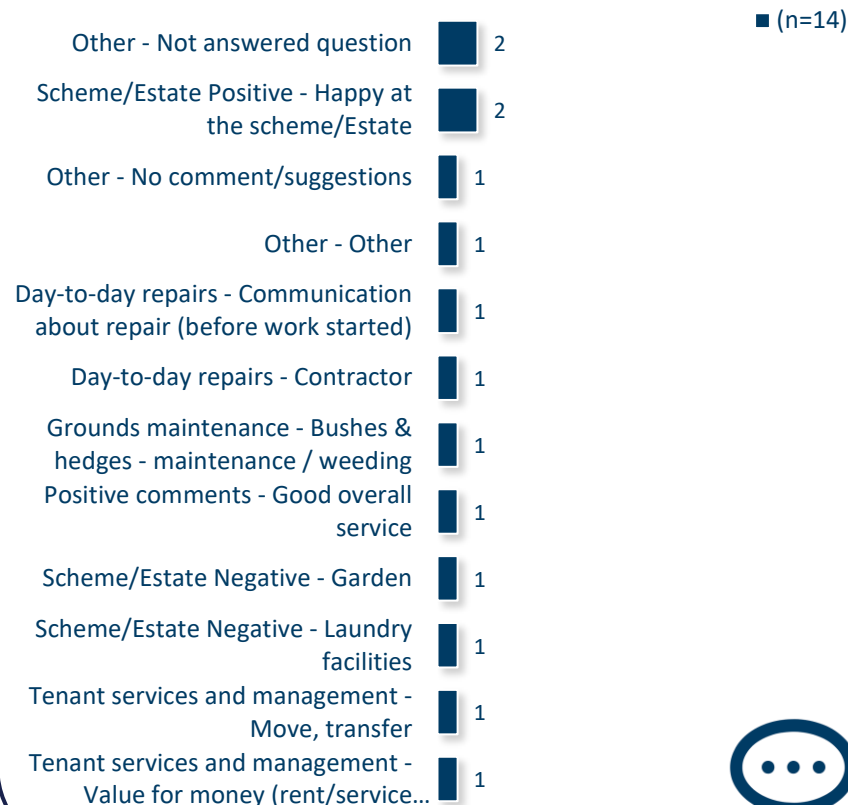 (n=14)
Other - Not answered question 2
Scheme/Estate Positive - Happy at
the scheme/Estate 2
Other - No comment/suggestions 1
Other - Other 1
Day-to-day repairs - Communication
about repair (before work started) 1
Day-to-day repairs - Contractor 1
Grounds maintenance - Bushes &
hedges - maintenance / weeding 1
Positive comments - Good overall
service 1
Scheme/Estate Negative - Garden 1
Scheme/Estate Negative - Laundry
facilities 1
Tenant services and management -
Move, transfer 1
Tenant services and management -
Value for money (rent/service… 1